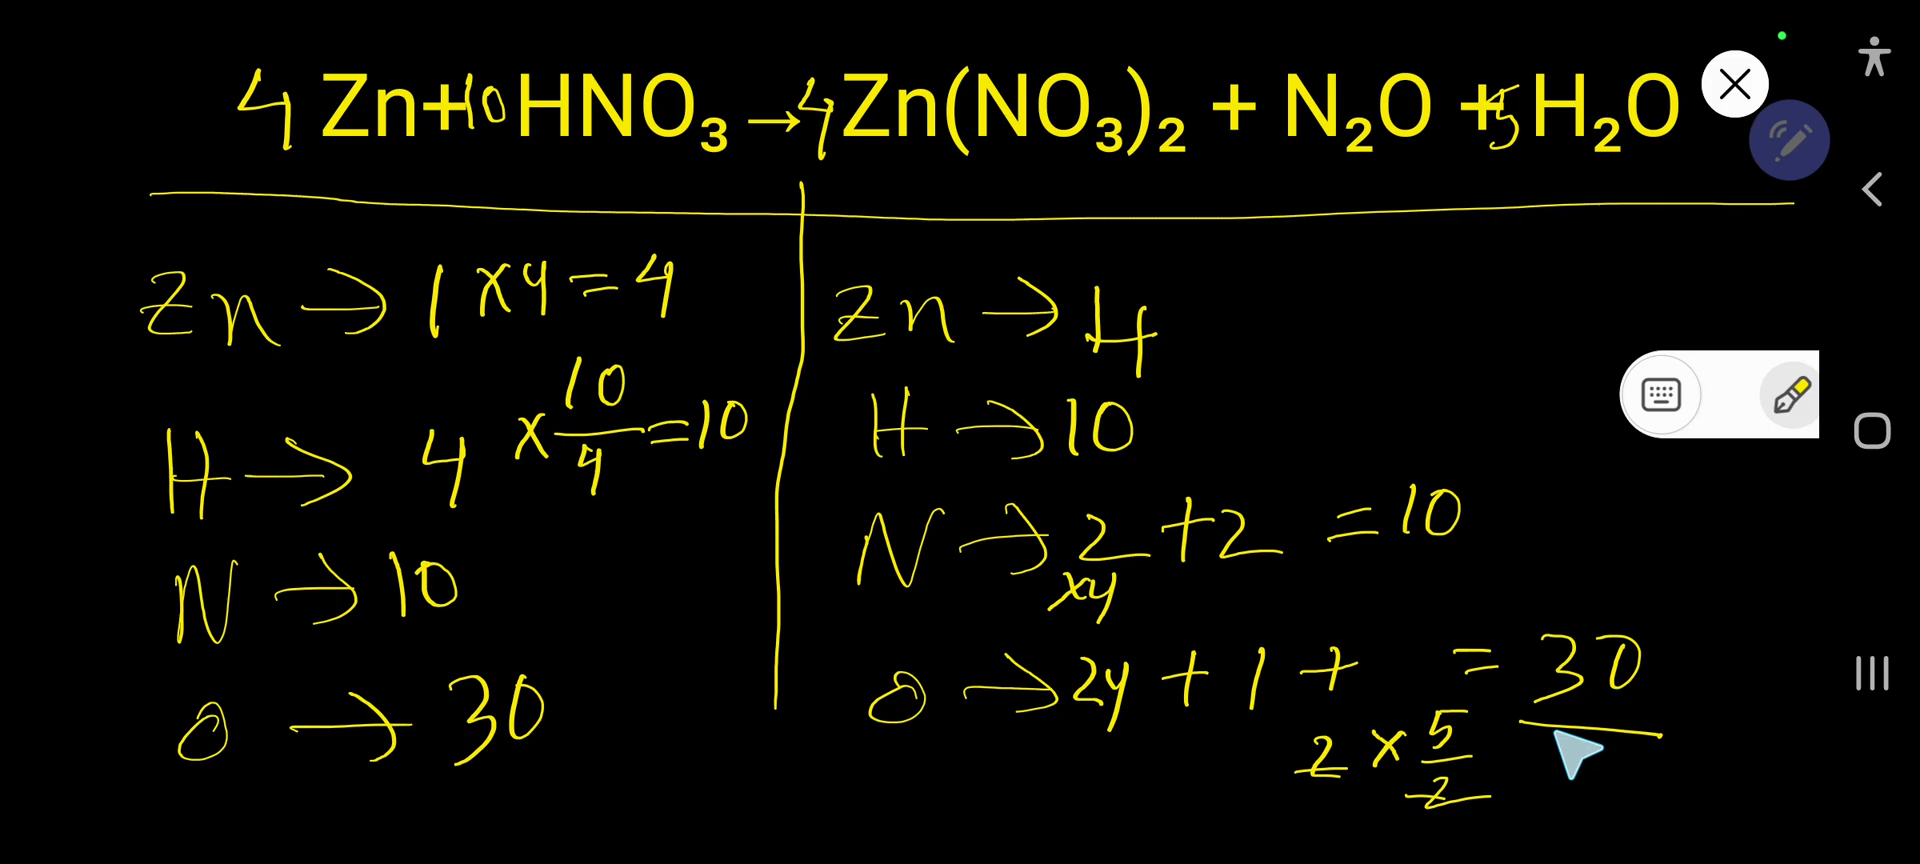 4 Zn+10 HNO₃ →4 Zn(NO₃)₂ + N₂O +5 H₂O
Zn → 1 x4 = 4
H → 4 x 10/4 = 10
N → 10
O → 30
Zn → 4
H → 10
N → 2 x4 + 2 = 10
O → 24 + 1 + 2 x 5/2 = 30